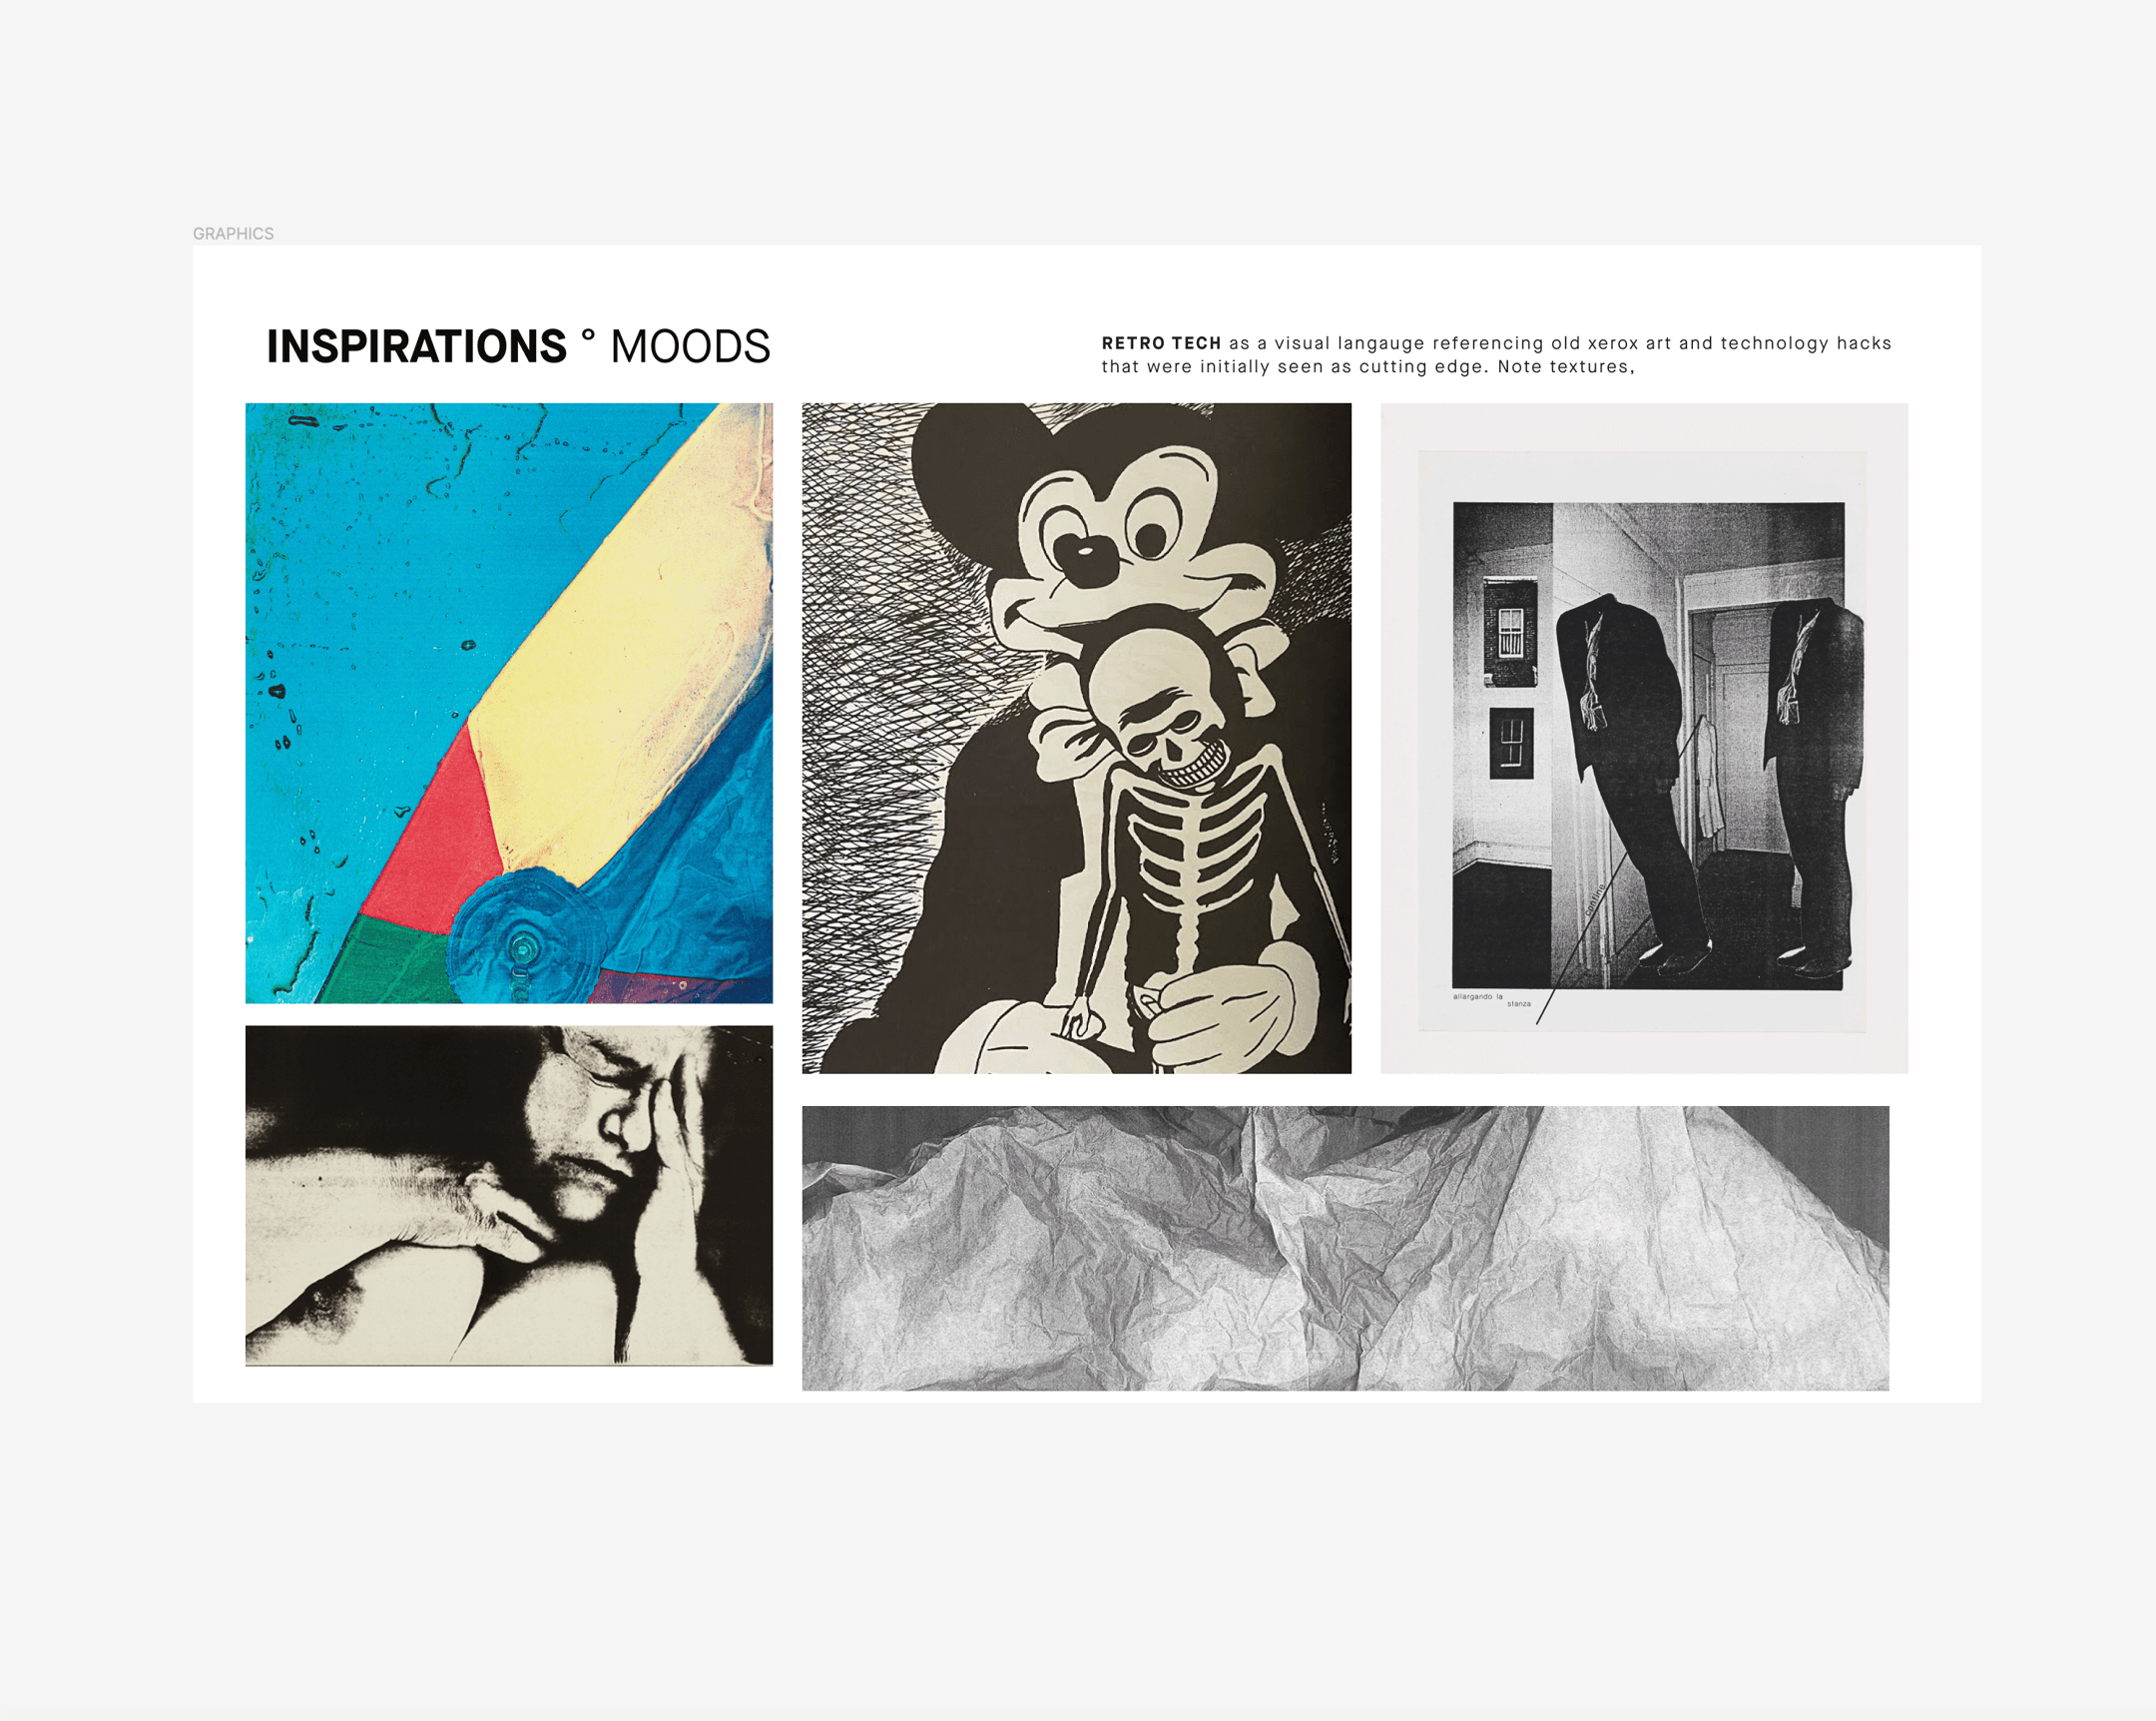 GRAPHICS
INSPIRATIONS ° MOODS
RETRO TECH as a visual langauge referencing old xerox art and technology hacks
that were initially seen as cutting edge. Note textures,
confine
allargando la
stanza